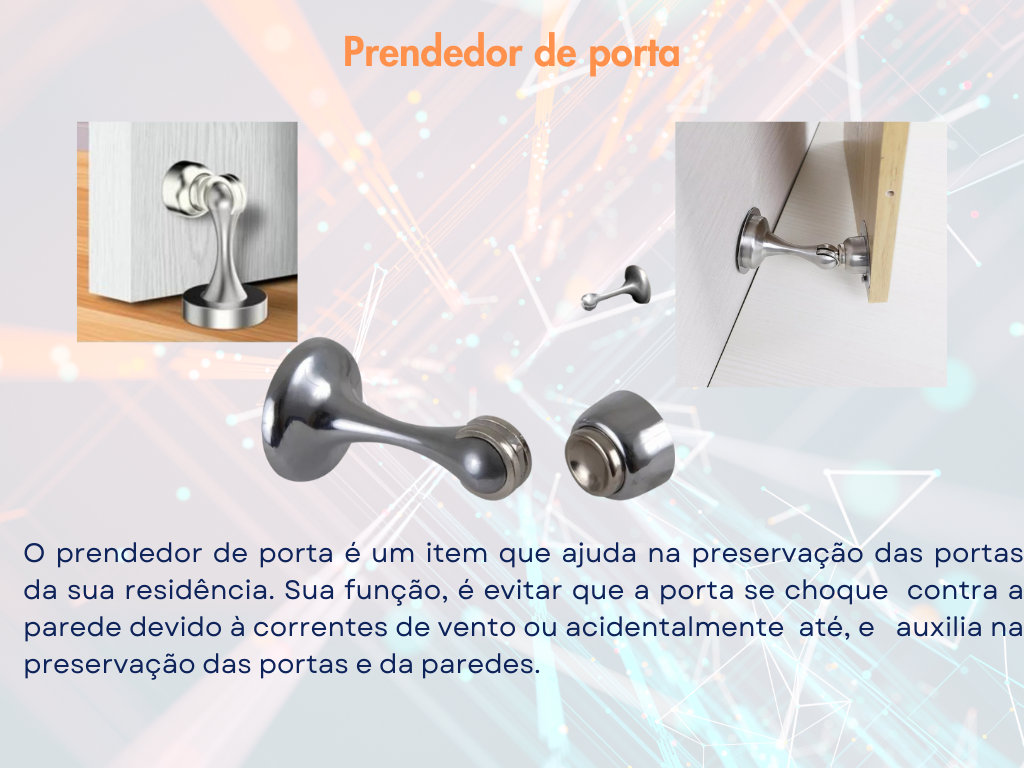 Prendedor de porta
O prendedor de porta é um item que ajuda na preservação das portas
da sua residência. Sua função, é evitar que a porta se choque contra a
parede devido à correntes de vento ou acidentalmente até, e auxilia na
preservação das portas e da paredes.